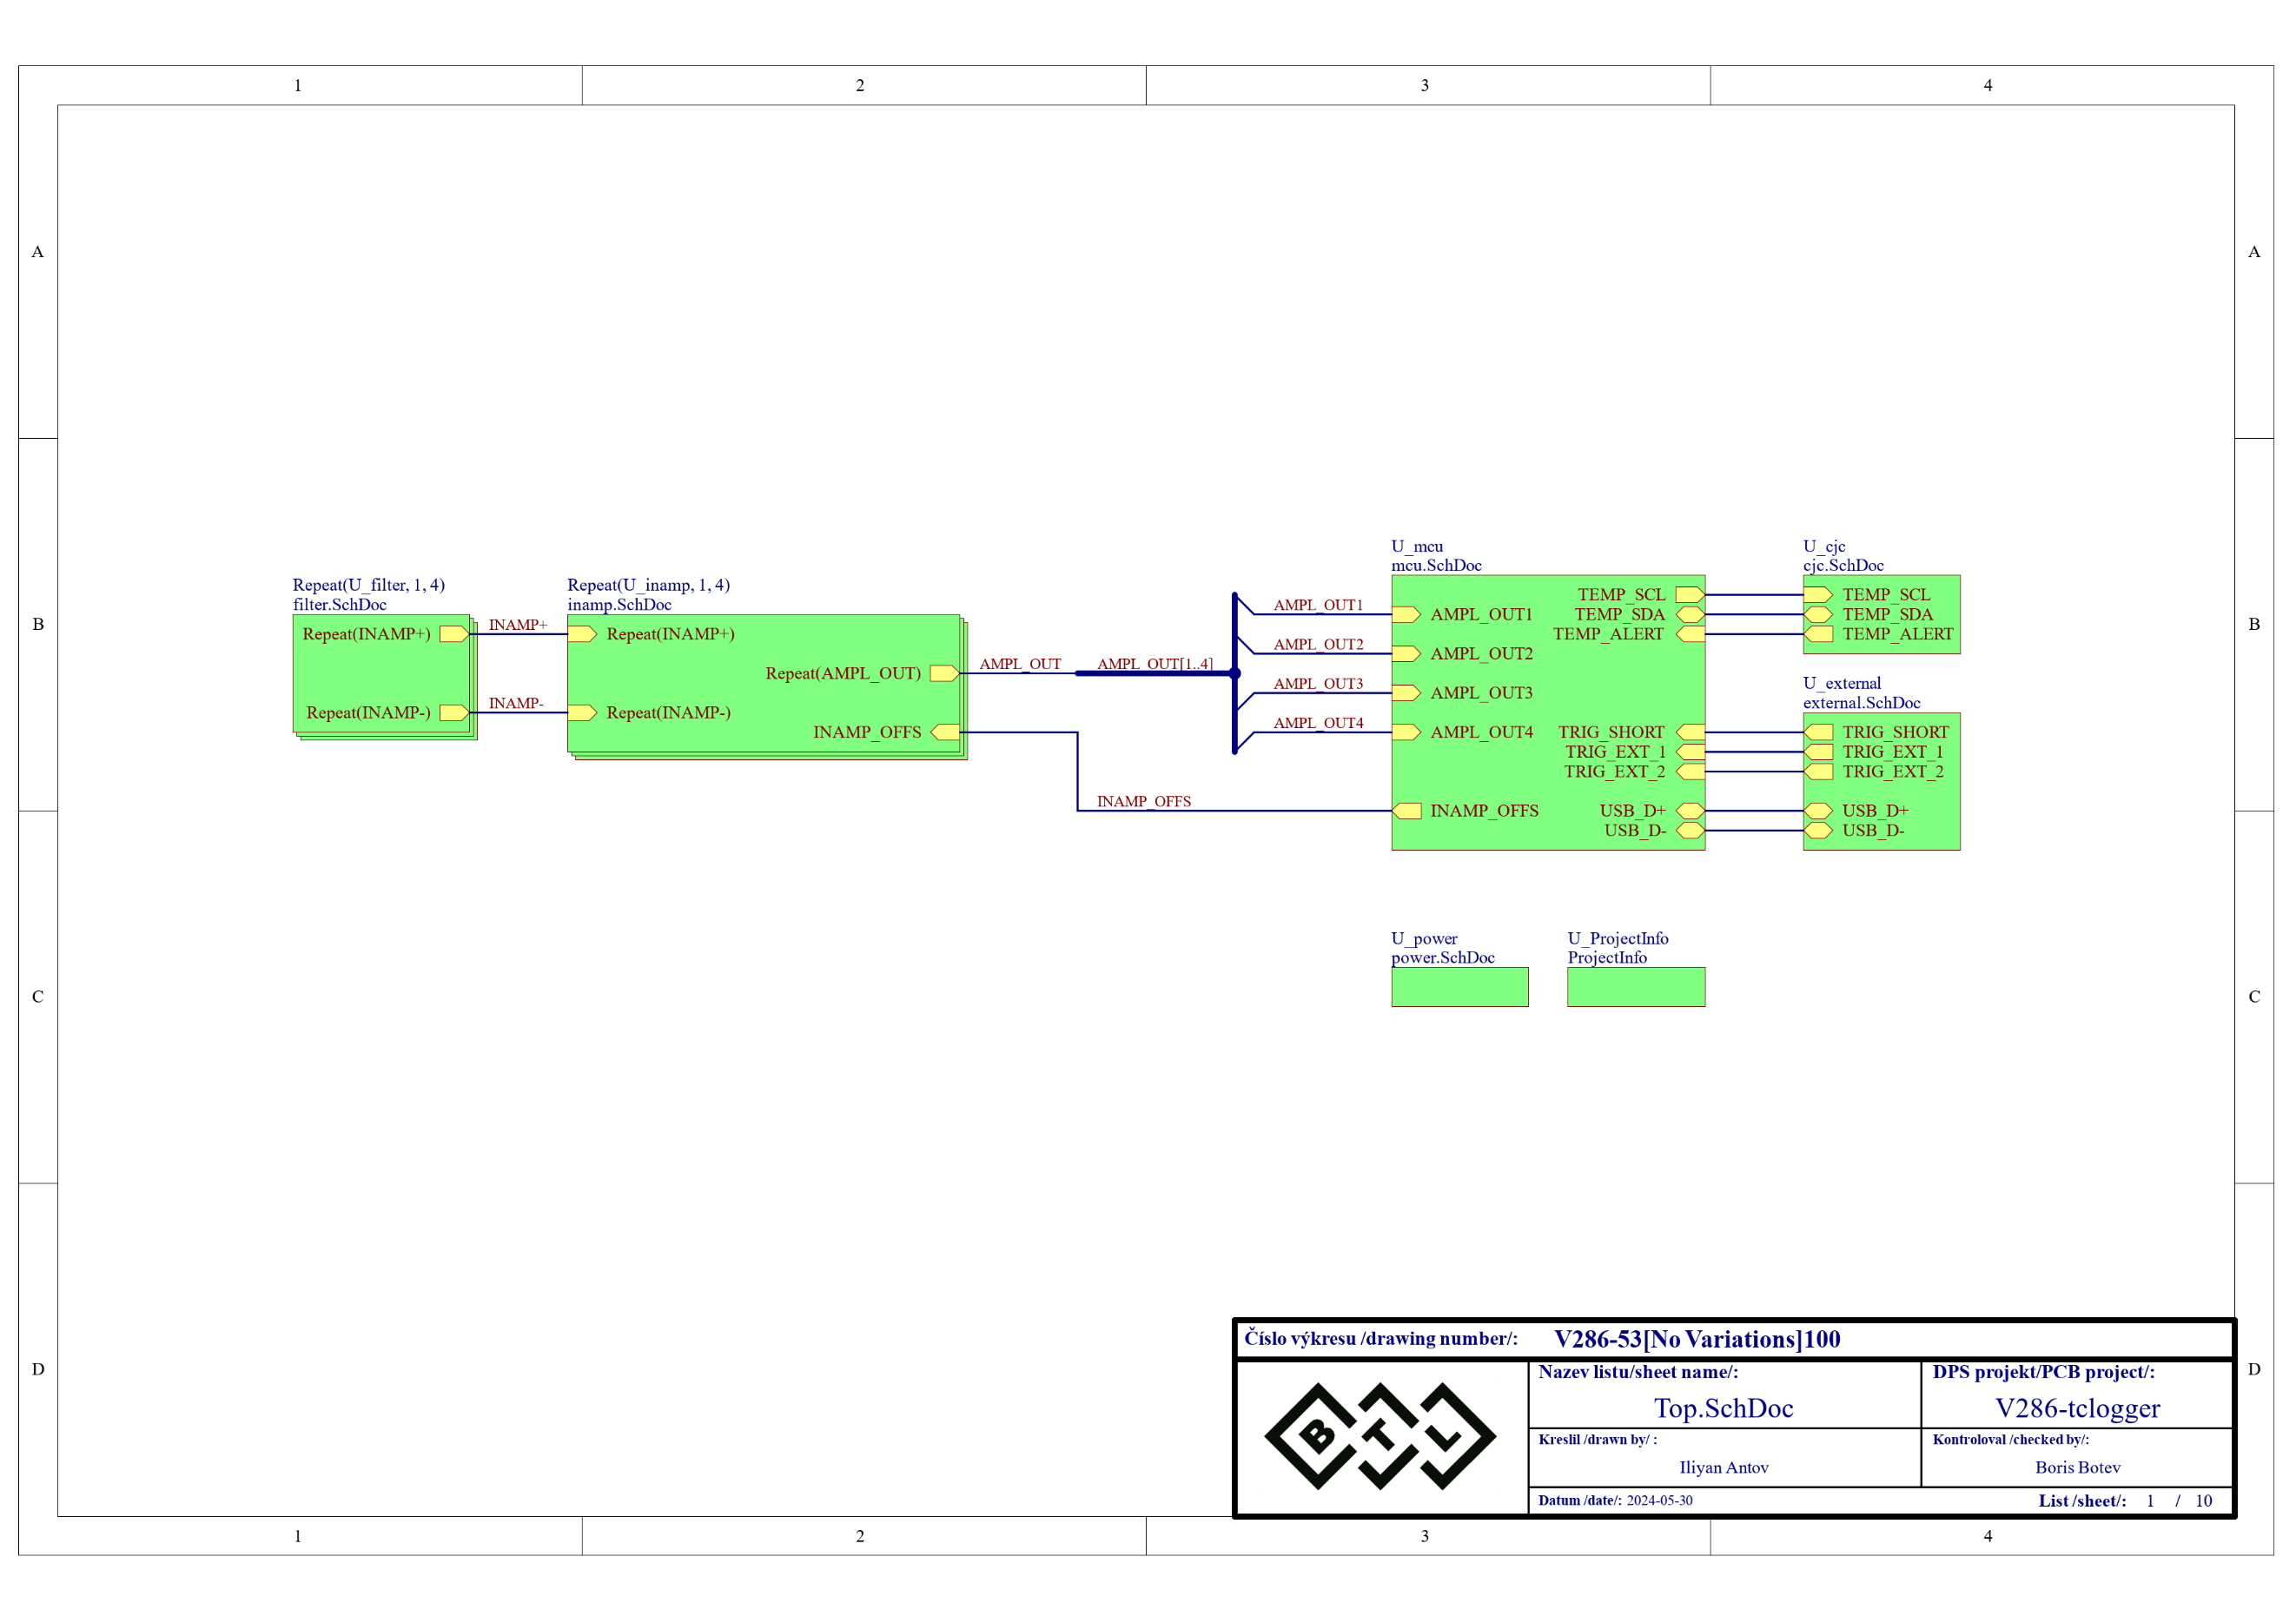 1 2 3 4
A A
B B
C C
D D
Repeat(U_filter, 1, 4)
filter.SchDoc
Repeat(INAMP+)
Repeat(INAMP-)
INAMP+
INAMP-
Repeat(U_inamp, 1, 4)
inamp.SchDoc
Repeat(INAMP+)
Repeat(AMPL_OUT)
Repeat(INAMP-)
INAMP_OFFS
AMPL_OUT
AMPL_OUT[1..4]
INAMP_OFFS
AMPL_OUT1
AMPL_OUT2
AMPL_OUT3
AMPL_OUT4
U_mcu
mcu.SchDoc
AMPL_OUT1
AMPL_OUT2
AMPL_OUT3
AMPL_OUT4
INAMP_OFFS
TEMP_SCL
TEMP_SDA
TEMP_ALERT
TRIG_SHORT
TRIG_EXT_1
TRIG_EXT_2
USB_D+
USB_D-
U_cjc
cjc.SchDoc
TEMP_SCL
TEMP_SDA
TEMP_ALERT
U_external
external.SchDoc
TRIG_SHORT
TRIG_EXT_1
TRIG_EXT_2
USB_D+
USB_D-
U_power
power.SchDoc
U_ProjectInfo
ProjectInfo
Číslo výkresu /drawing number/: V286-53[No Variations]100
BTL
Nazev listu/sheet name/:
Top.SchDoc
DPS projekt/PCB project/:
V286-tclogger
Kreslil /drawn by/ :
Iliyan Antov
Kontroloval /checked by/:
Boris Botev
Datum /date/: 2024-05-30
List /sheet/: 1 / 10
1 2 3 4